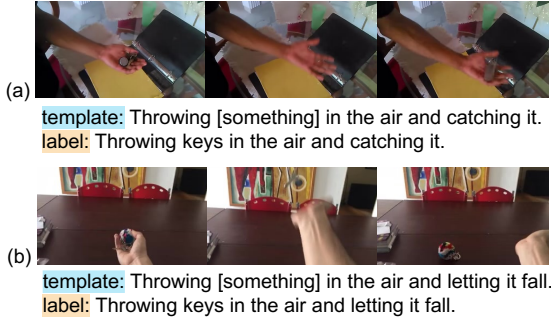 (a)
template: Throwing [something] in the air and catching it.
label: Throwing keys in the air and catching it.
(b)
template: Throwing [something] in the air and letting it fall.
label: Throwing keys in the air and letting it fall.